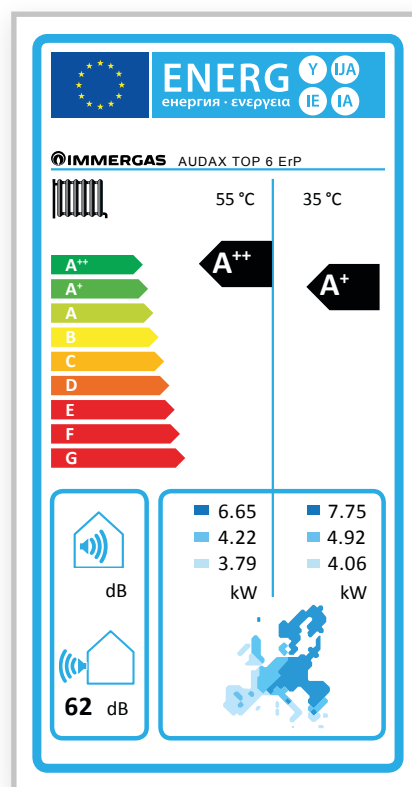 ENERG Y IJA
енергия · ενεργεια IE IA
IMMERGAS AUDAX TOP 6 ErP
55 °C 35 °C
A++ A++
A+ A+
A
B
C
D
E
F
G
6.65 7.75
4.22 4.92
3.79 4.06
dB kW kW
62 dB